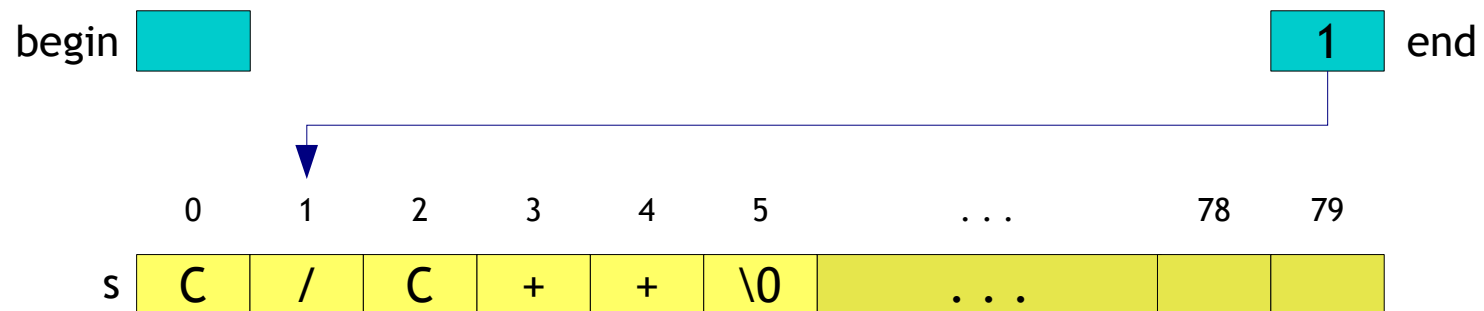 begin 1 end
0 1 2 3 4 5 . . . 78 79
s C / C + + \0 . . .